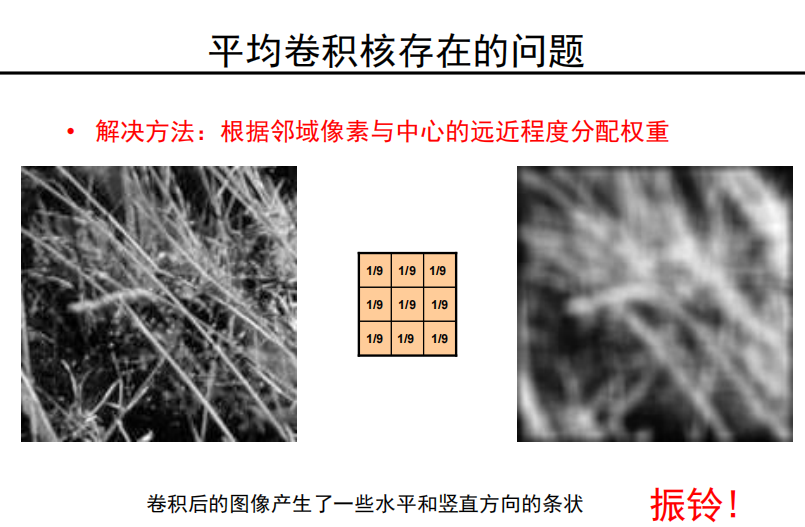 平均卷积核存在的问题
• 解决方法：根据邻域像素与中心的远近程度分配权重
1/9 1/9 1/9
1/9 1/9 1/9
1/9 1/9 1/9
卷积后的图像产生了一些水平和竖直方向的条状
振铃！